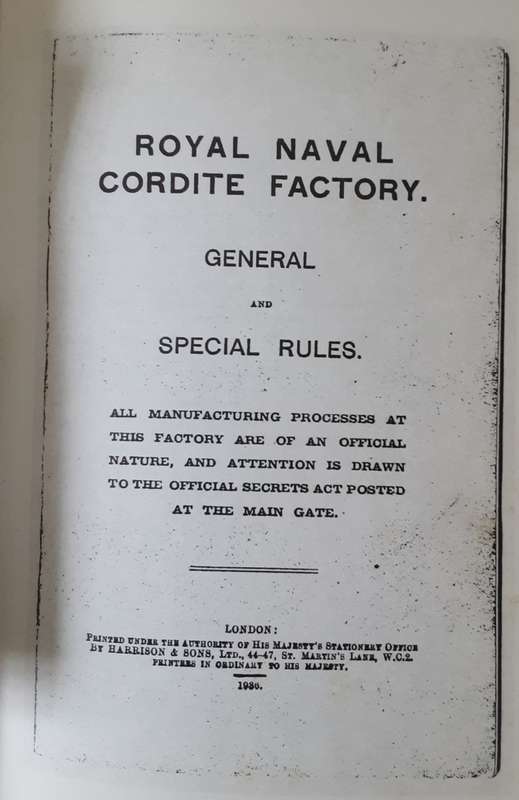 ROYAL NAVAL
CORDITE FACTORY.
GENERAL
AND
SPECIAL RULES.
ALL MANUFACTURING PROCESSES AT
THIS FACTORY ARE OF AN OFFICIAL
NATURE, AND ATTENTION IS DRAWN
TO THE OFFICIAL SECRETS ACT POSTED
AT THE MAIN GATE.
LONDON:
PRINTED UNDER THE AUTHORITY OF HIS MAJESTY'S STATIONERY OFFICE
BY HARRISON & SONS, LTD., 44-47, ST. MARTIN'S LANE, W.C.2.
PRINTERS IN ORDINARY TO HIS MAJESTY.
1936.